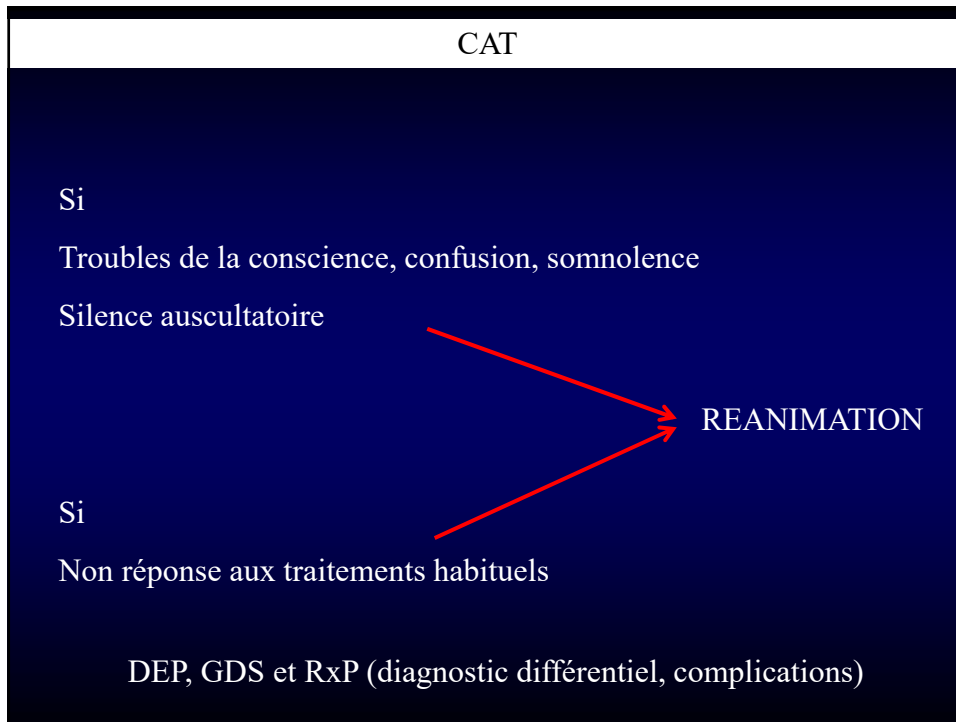 CAT
Si
Troubles de la conscience, confusion, somnolence
Silence auscultatoire
REANIMATION
Si
Non réponse aux traitements habituels
DEP, GDS et RxP (diagnostic différentiel, complications)